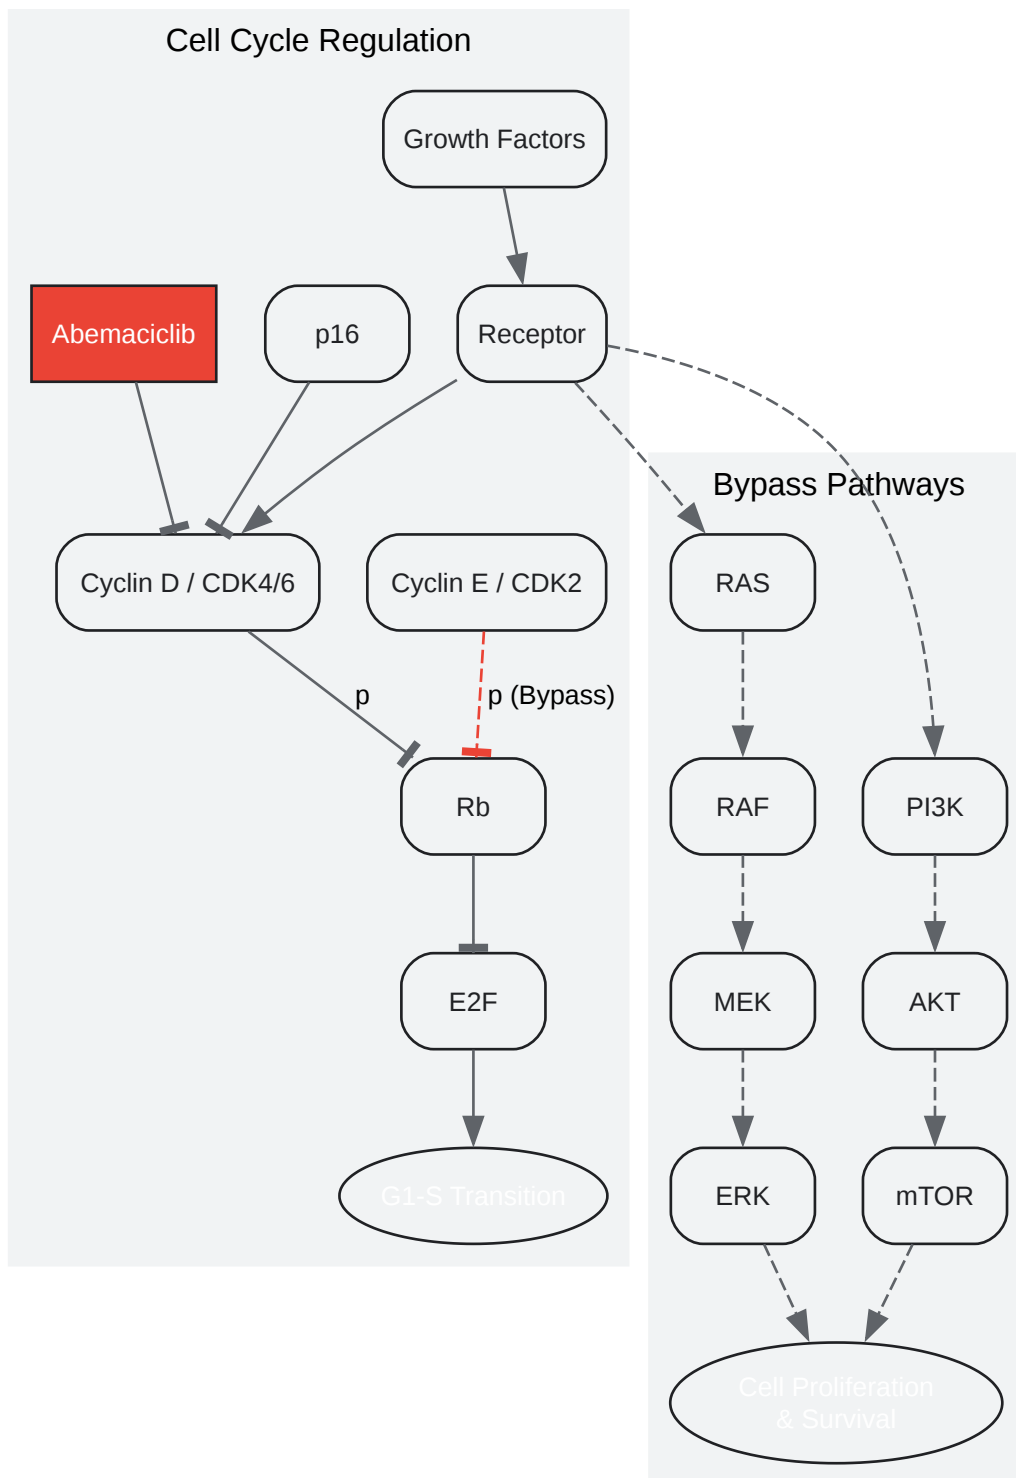 Cell Cycle Regulation
Growth Factors
Abemaciclib
p16
Receptor
Bypass Pathways
Cyclin D / CDK4/6
Cyclin E / CDK2
RAS
p
p (Bypass)
Rb
RAF
PI3K
E2F
MEK
AKT
G1-S Transition
ERK
mTOR
Cell Proliferation
& Survival